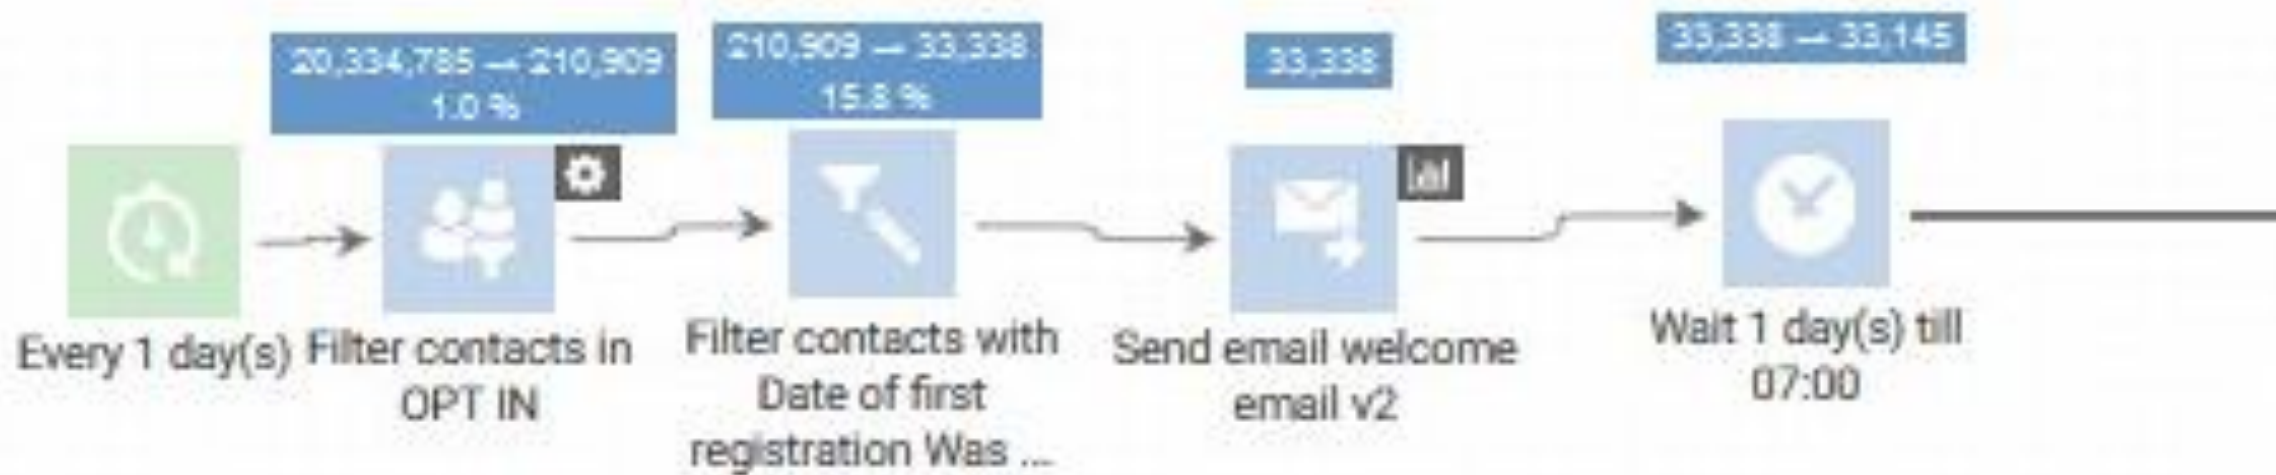 20,334,785 → 210,909
1.0 %
210,909 → 33,338
15.8 %
33,338
33,338 → 33,145
Every 1 day(s)
Filter contacts in
OPT IN
Filter contacts with
Date of first
registration Was ...
Send email welcome
email v2
Wait 1 day(s) till
07:00